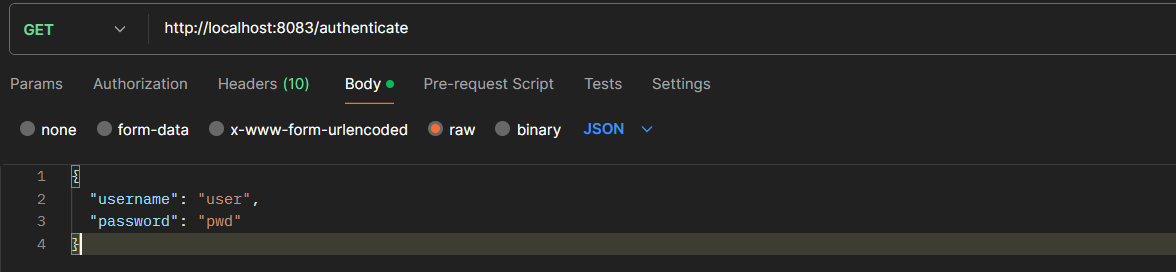 GET http://localhost:8083/authenticate
Params Authorization Headers (10) Body Pre-request Script Tests Settings
none form-data x-www-form-urlencoded raw binary JSON
1 {
2 "username": "user",
3 "password": "pwd"
4 }